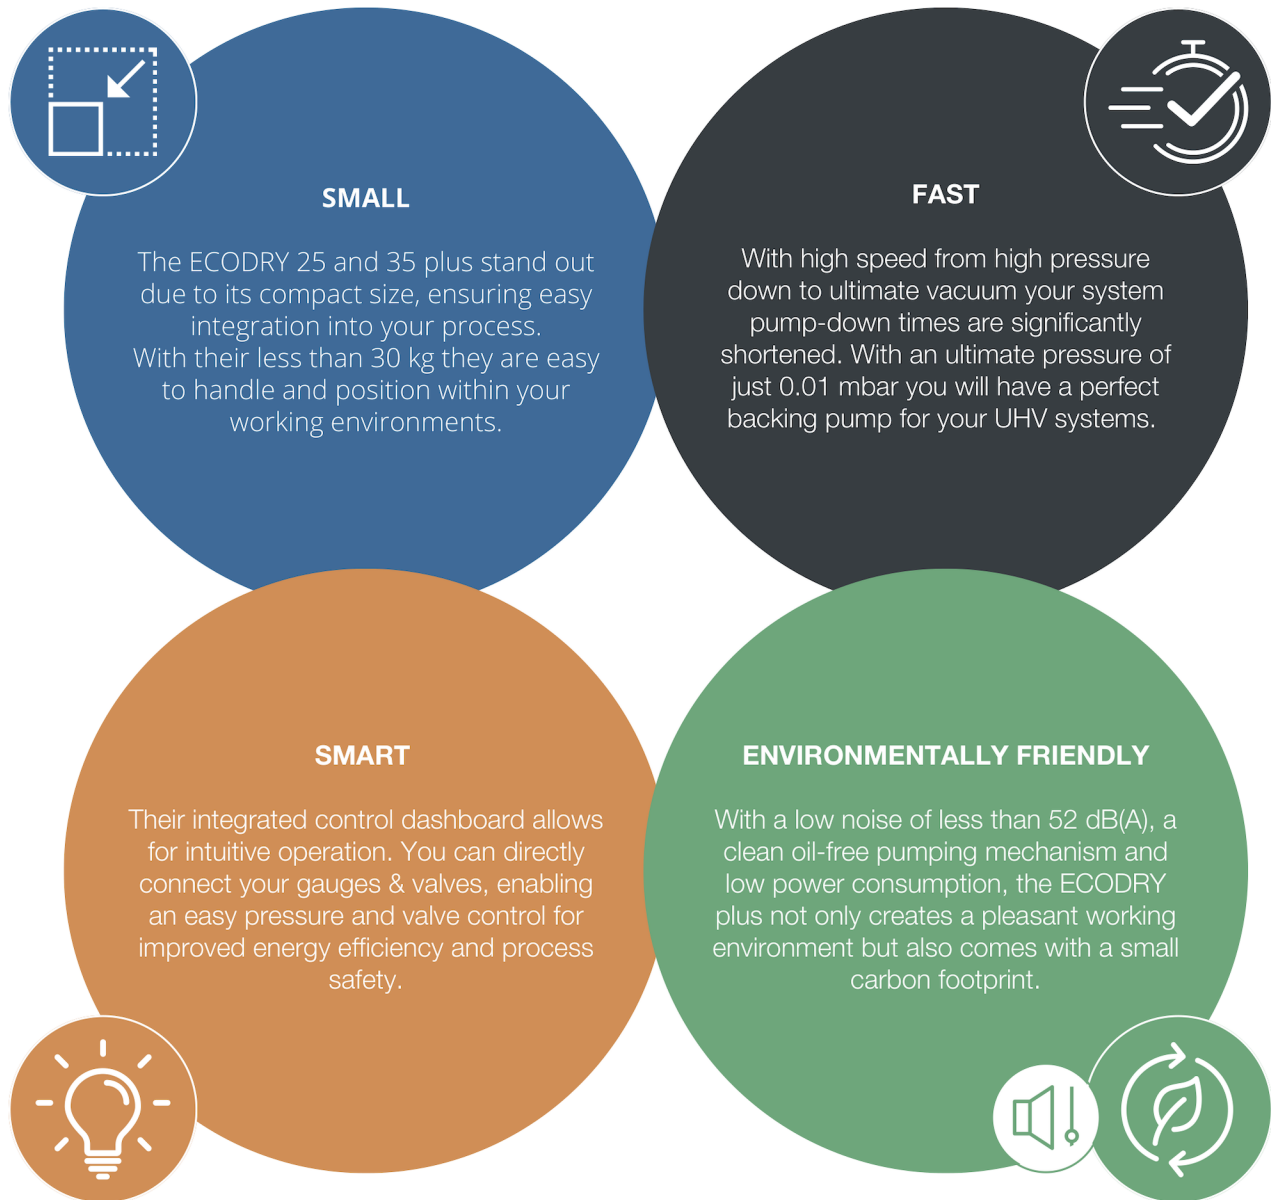 SMALL
The ECODRY 25 and 35 plus stand out
due to its compact size, ensuring easy
integration into your process.
With their less than 30 kg they are easy
to handle and position within your
working environments.
FAST
With high speed from high pressure
down to ultimate vacuum your system
pump-down times are significantly
shortened. With an ultimate pressure of
just 0.01 mbar you will have a perfect
backing pump for your UHV systems.
SMART
Their integrated control dashboard allows
for intuitive operation. You can directly
connect your gauges & valves, enabling
an easy pressure and valve control for
improved energy efficiency and process
safety.
ENVIRONMENTALLY FRIENDLY
With a low noise of less than 52 dB(A), a
clean oil-free pumping mechanism and
low power consumption, the ECODRY
plus not only creates a pleasant working
environment but also comes with a small
carbon footprint.